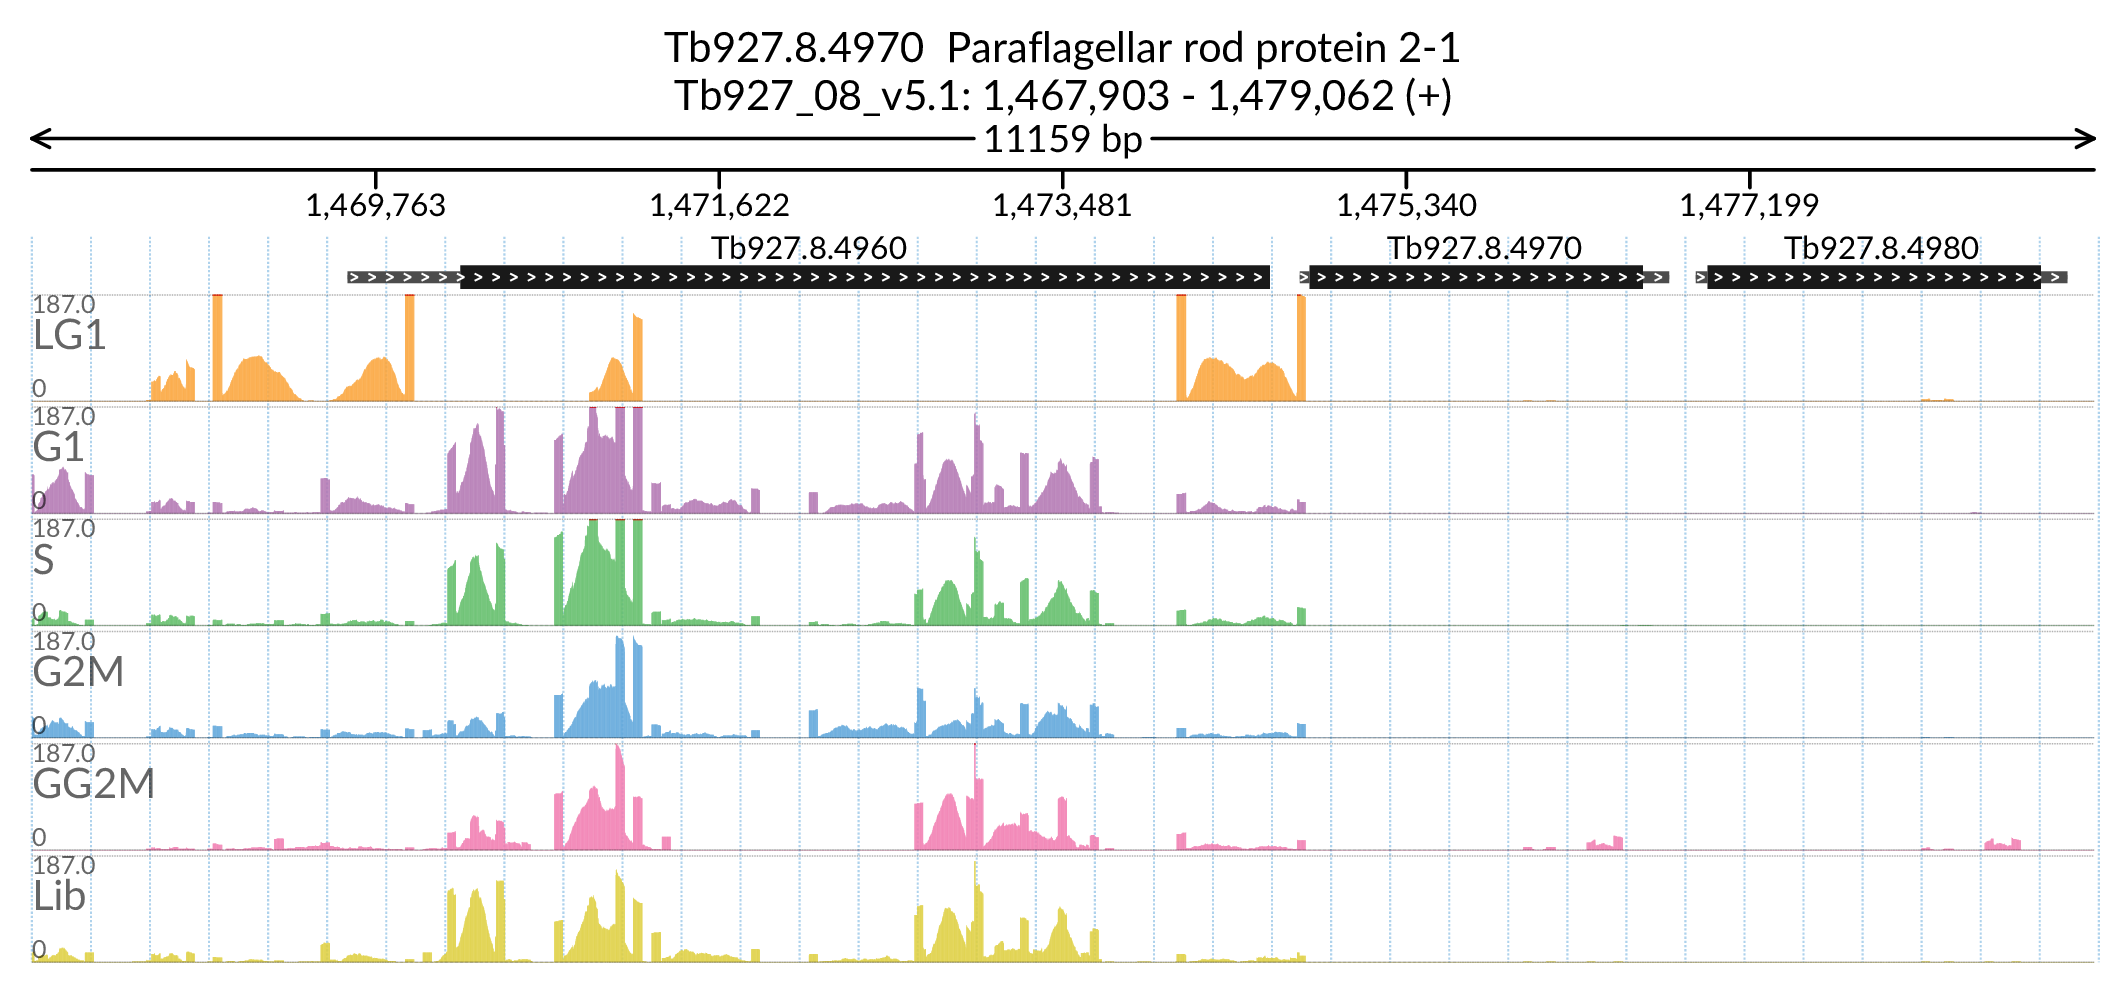 Tb927.8.4970  Paraflagellar rod protein 2-1
Tb927_08_v5.1: 1,467,903 - 1,479,062 (+)
11159 bp
1,469,763 1,471,622 1,473,481 1,475,340 1,477,199
Tb927.8.4960 Tb927.8.4970 Tb927.8.4980
187.0
LG1
0
187.0
G1
0
187.0
S
0
187.0
G2M
0
187.0
GG2M
0
187.0
Lib
0